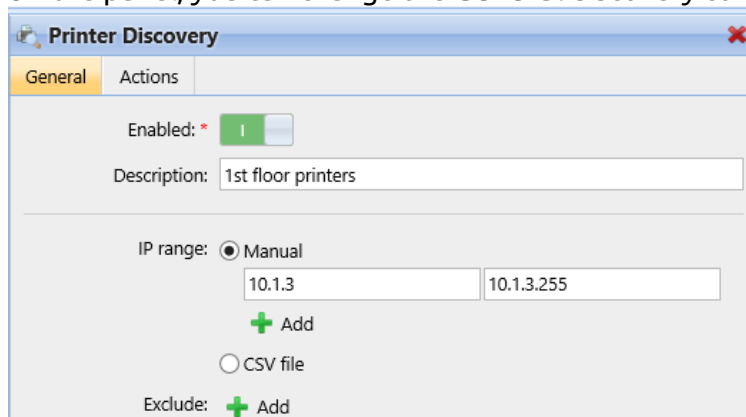 Printer Discovery
General Actions
Enabled: *
Description: 1st floor printers
IP range: Manual
10.1.3 10.1.3.255
Add
CSV file
Exclude: Add